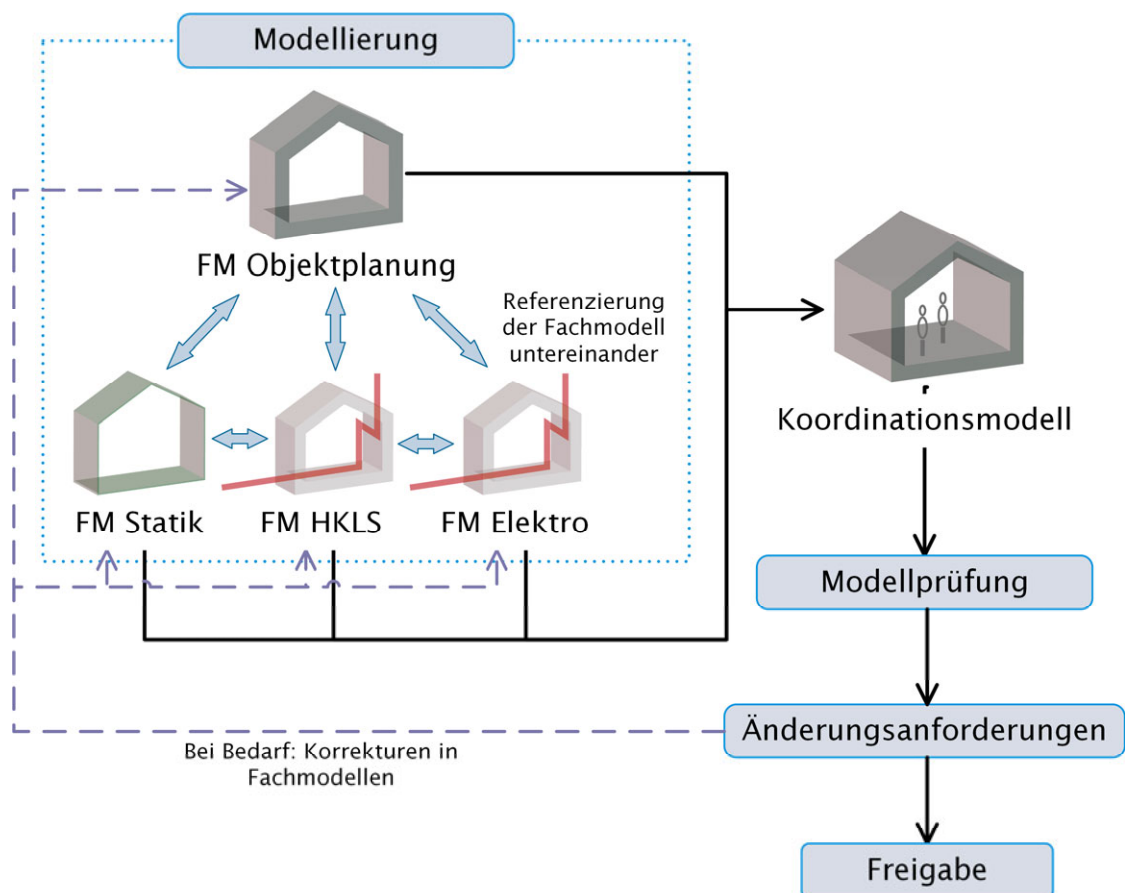 Modellierung
FM Objektplanung
Referenzierung
der Fachmodell
untereinander
FM Statik
FM HKLS
FM Elektro
Koordinationsmodell
Modellprüfung
Änderungsanforderungen
Bei Bedarf: Korrekturen in
Fachmodellen
Freigabe